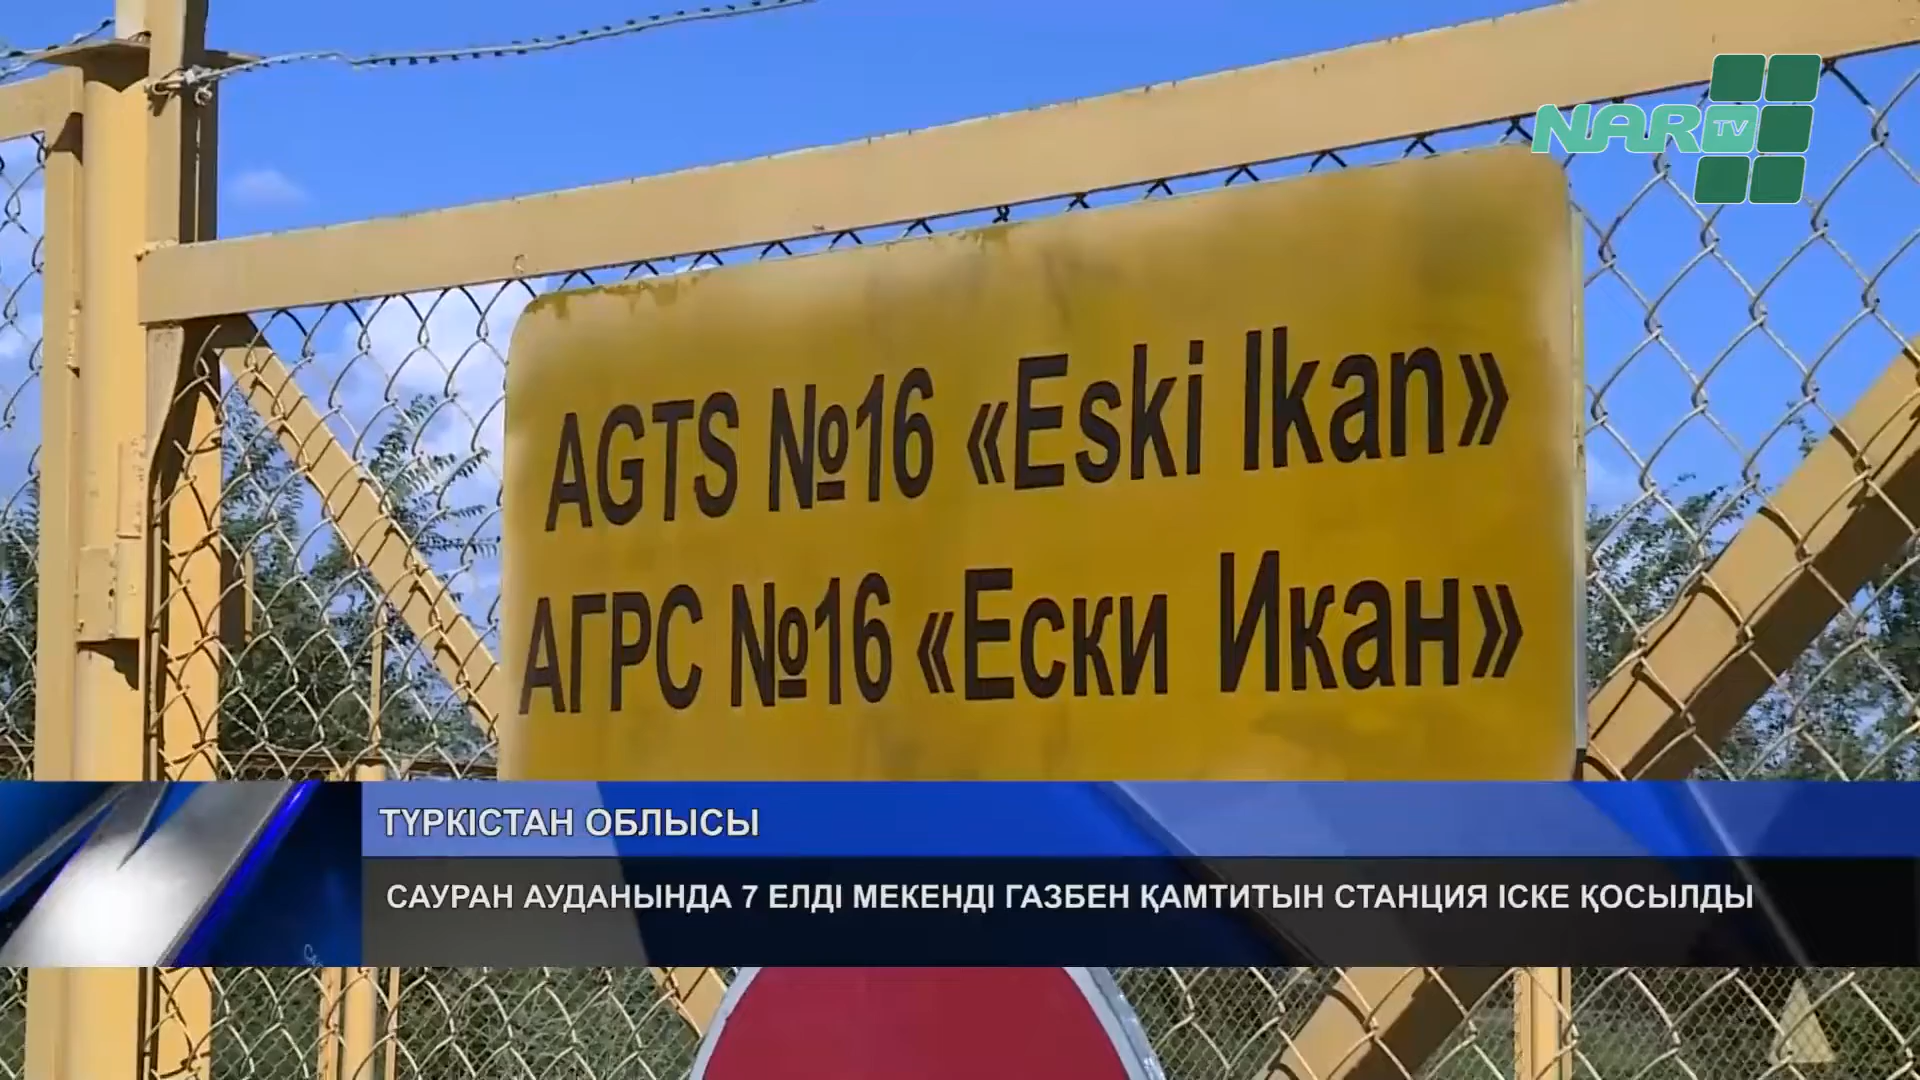 NAR TV
AGTS №16 «Eski Ikan»
АГРС №16 «Ески Икан»
ТҮРКІСТАН ОБЛЫСЫ
САУРАН АУДАНЫНДА 7 ЕЛДІ МЕКЕНДІ ГАЗБЕН ҚАМТИТЫН СТАНЦИЯ ІСКЕ ҚОСЫЛДЫ